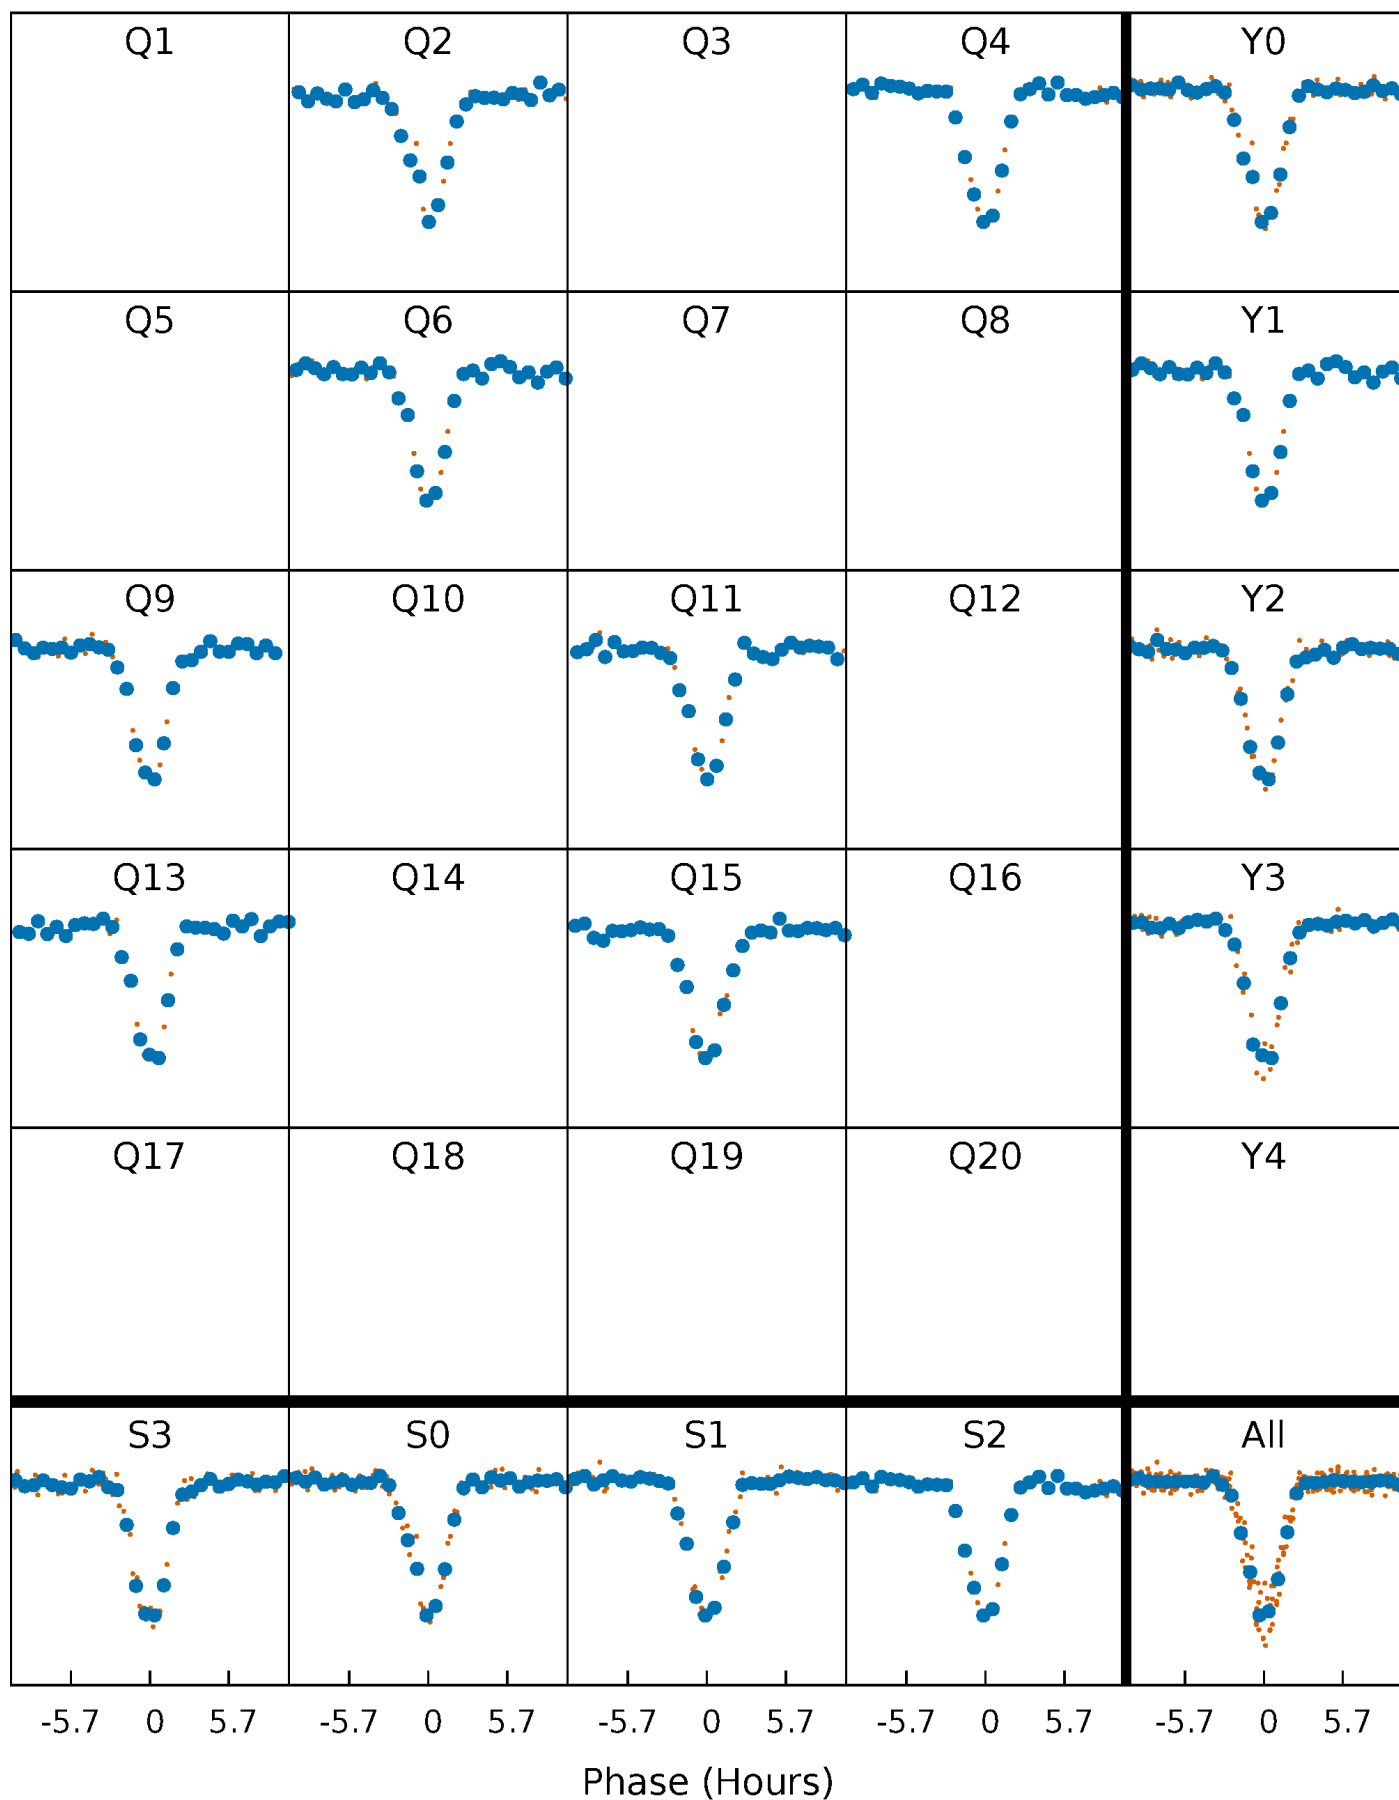 Q1 Q2 Q3 Q4 Y0
Q5 Q6 Q7 Q8 Y1
Q9 Q10 Q11 Q12 Y2
Q13 Q14 Q15 Q16 Y3
Q17 Q18 Q19 Q20 Y4
S3 S0 S1 S2 All
-5.7 0 5.7 -5.7 0 5.7 -5.7 0 5.7 -5.7 0 5.7 -5.7 0 5.7
Phase (Hours)